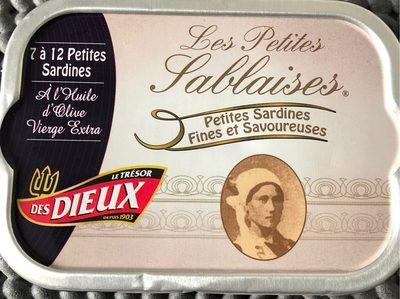 7 à 12 Petites
Sardines
À l'Huile
d'Olive
Vierge Extra
Les Petites
Sablaises®
Petites Sardines
Fines et Savoureuses
LE TRÉSOR
DES DIEUX
DEPUIS 1903